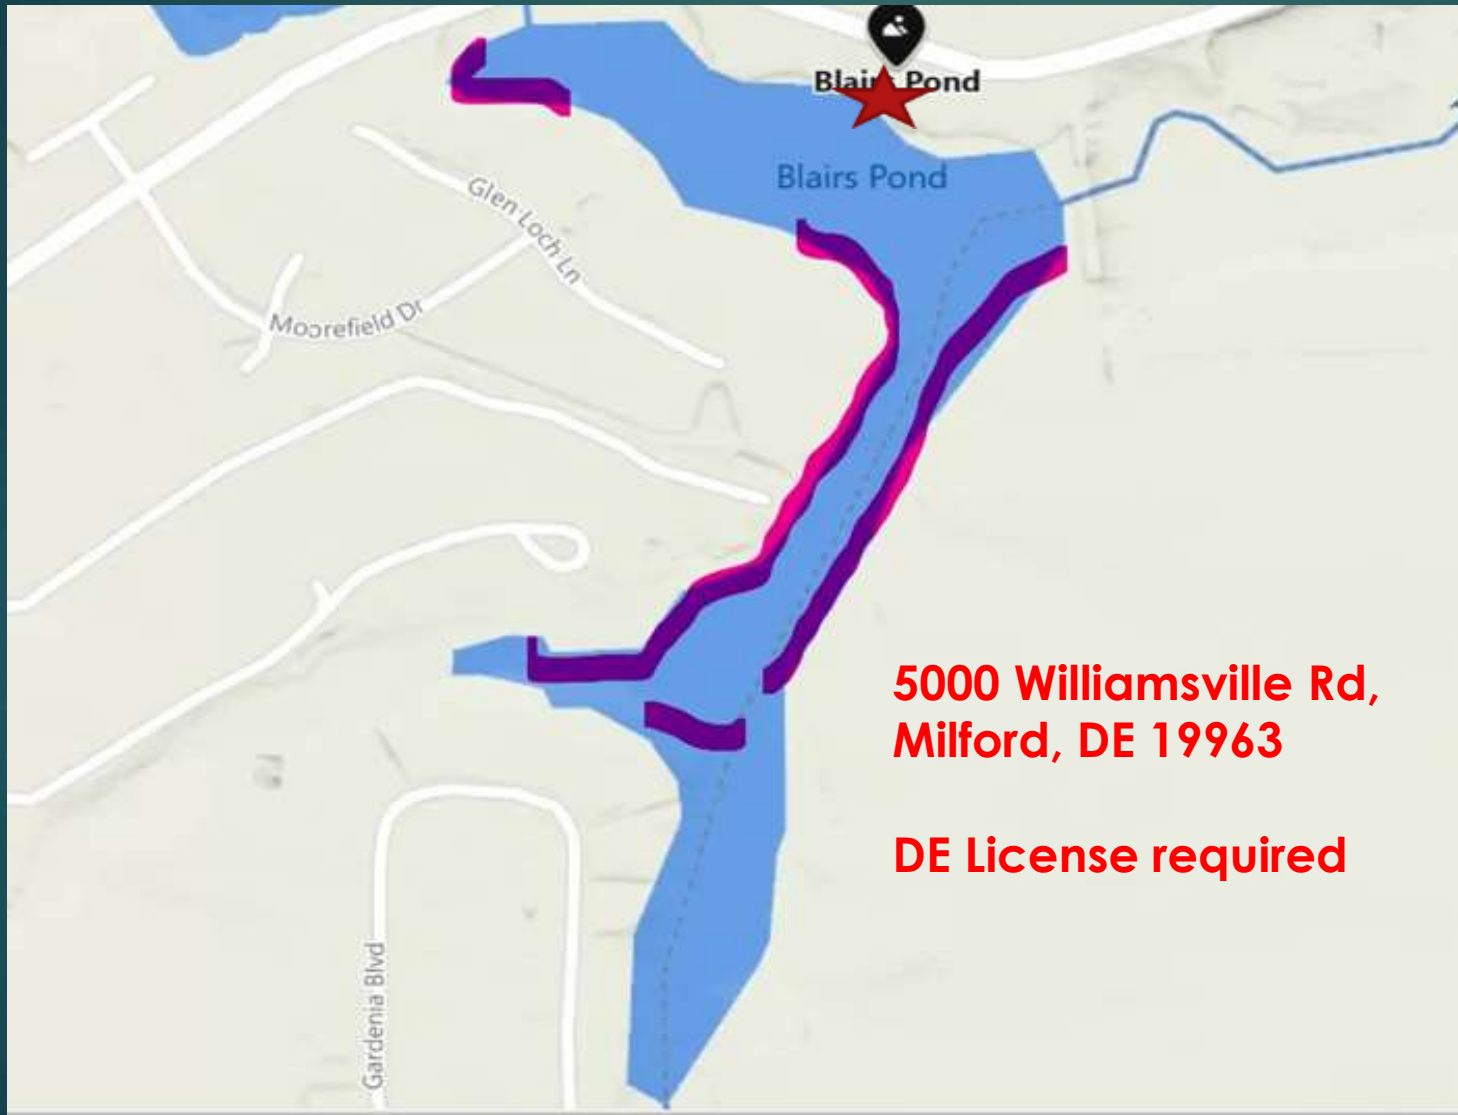 Blairs Pond
Blairs Pond
Glen Loch Ln
Moorefield Dr
5000 Williamsville Rd,
Milford, DE 19963
DE License required
Gardenia Blvd